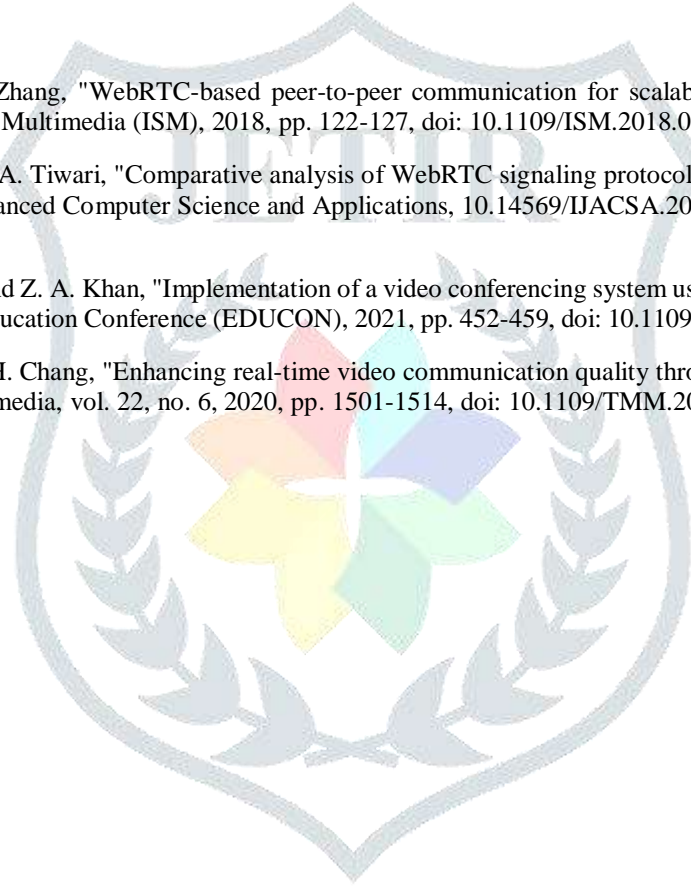 Zhang, "WebRTC-based peer-to-peer communication for scalab
Multimedia (ISM), 2018, pp. 122-127, doi: 10.1109/ISM.2018.0
JETIR
A. Tiwari, "Comparative analysis of WebRTC signaling protocol
anced Computer Science and Applications, 10.14569/IJACSA.20
d Z. A. Khan, "Implementation of a video conferencing system us
ducation Conference (EDUCON), 2021, pp. 452-459, doi: 10.1109
H. Chang, "Enhancing real-time video communication quality thro
media, vol. 22, no. 6, 2020, pp. 1501-1514, doi: 10.1109/TMM.20